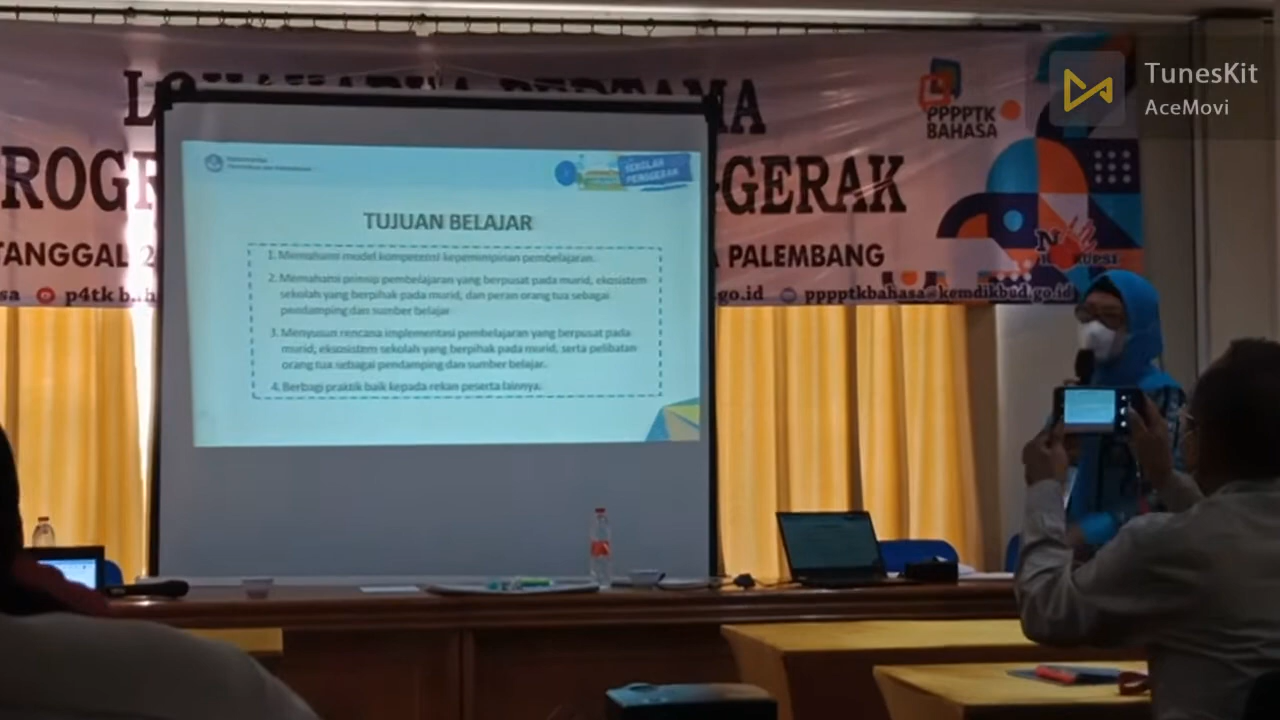 TunesKit
AceMovi
PERTAMA
PPPPTK
BAHASA
GERAK
TANGGAL 2
PALEMBANG
p4tk
.go.id
pppptkbahasa@kemdikbud.go.id
SEKOLAH
PENGGERAK
TUJUAN BELAJAR
1. Memahami model kompetensi kepemimpinan pembelajaran.
2. Memahami prinsip pembelajaran yang berpusat pada murid, ekosistem
sekolah yang berpihak pada murid, dan peran orang tua sebagai
pendamping dan sumber belajar
3. Menyusun rencana implementasi pembelajaran yang berpusat pada
murid, ekosistem sekolah yang berpihak pada murid, serta pelibatan
orang tua sebagai pendamping dan sumber belajar.
4. Berbagi praktik baik kepada rekan peserta lainnya.